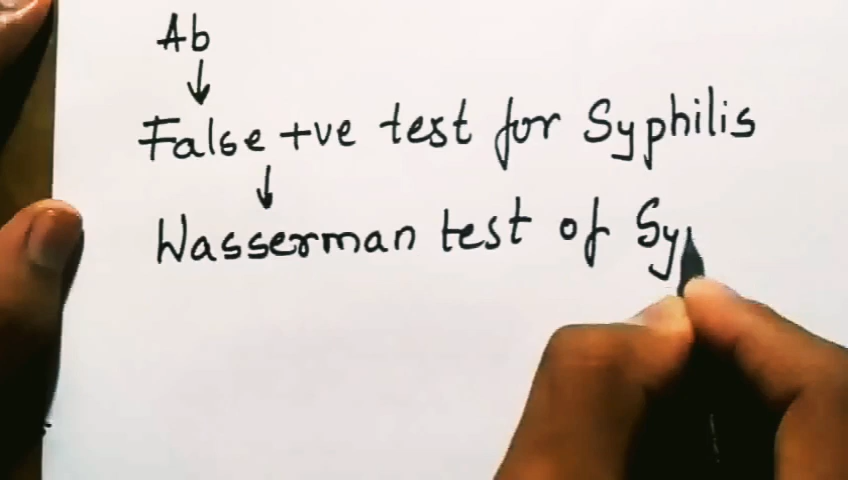 Ab
↓
False +ve test for Syphilis
↓
Wasserman test of Sy